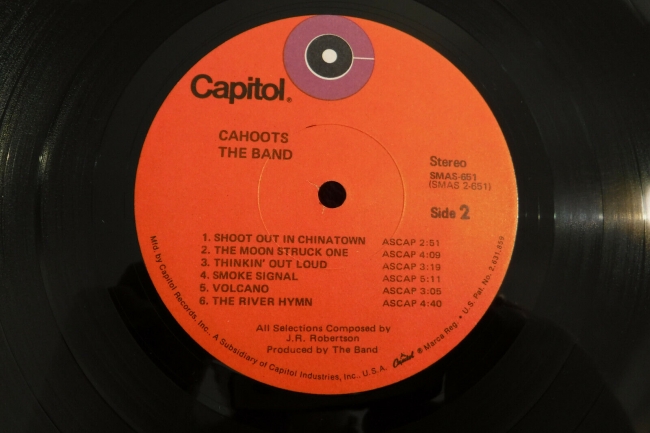 Capitol®
CAHOOTS
THE BAND
Stereo
SMAS-651
(SMAS 2-651)
Side 2
1. SHOOT OUT IN CHINATOWN ASCAP 2:51
2. THE MOON STRUCK ONE ASCAP 4:09
3. THINKIN' OUT LOUD ASCAP 3:19
4. SMOKE SIGNAL ASCAP 5:11
5. VOLCANO ASCAP 3:05
6. THE RIVER HYMN ASCAP 4:40
All Selections Composed by
J.R. Robertson
Produced by The Band
Mfd. by Capitol Records, Inc., A Subsidiary of Capitol Industries, Inc., U.S.A. Capitol ® Marca Reg. • U.S. Pat. No. 2,631,859